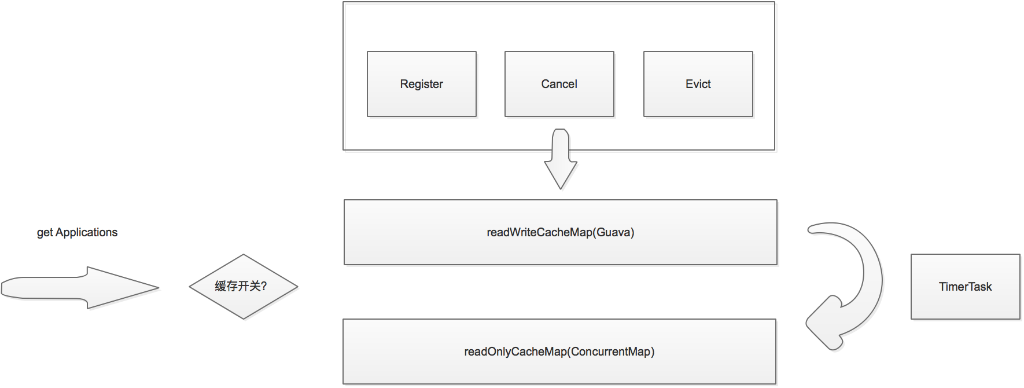 Register
Cancel
Evict
readWriteCacheMap(Guava)
get Applications
缓存开关?
TimerTask
readOnlyCacheMap(ConcurrentMap)